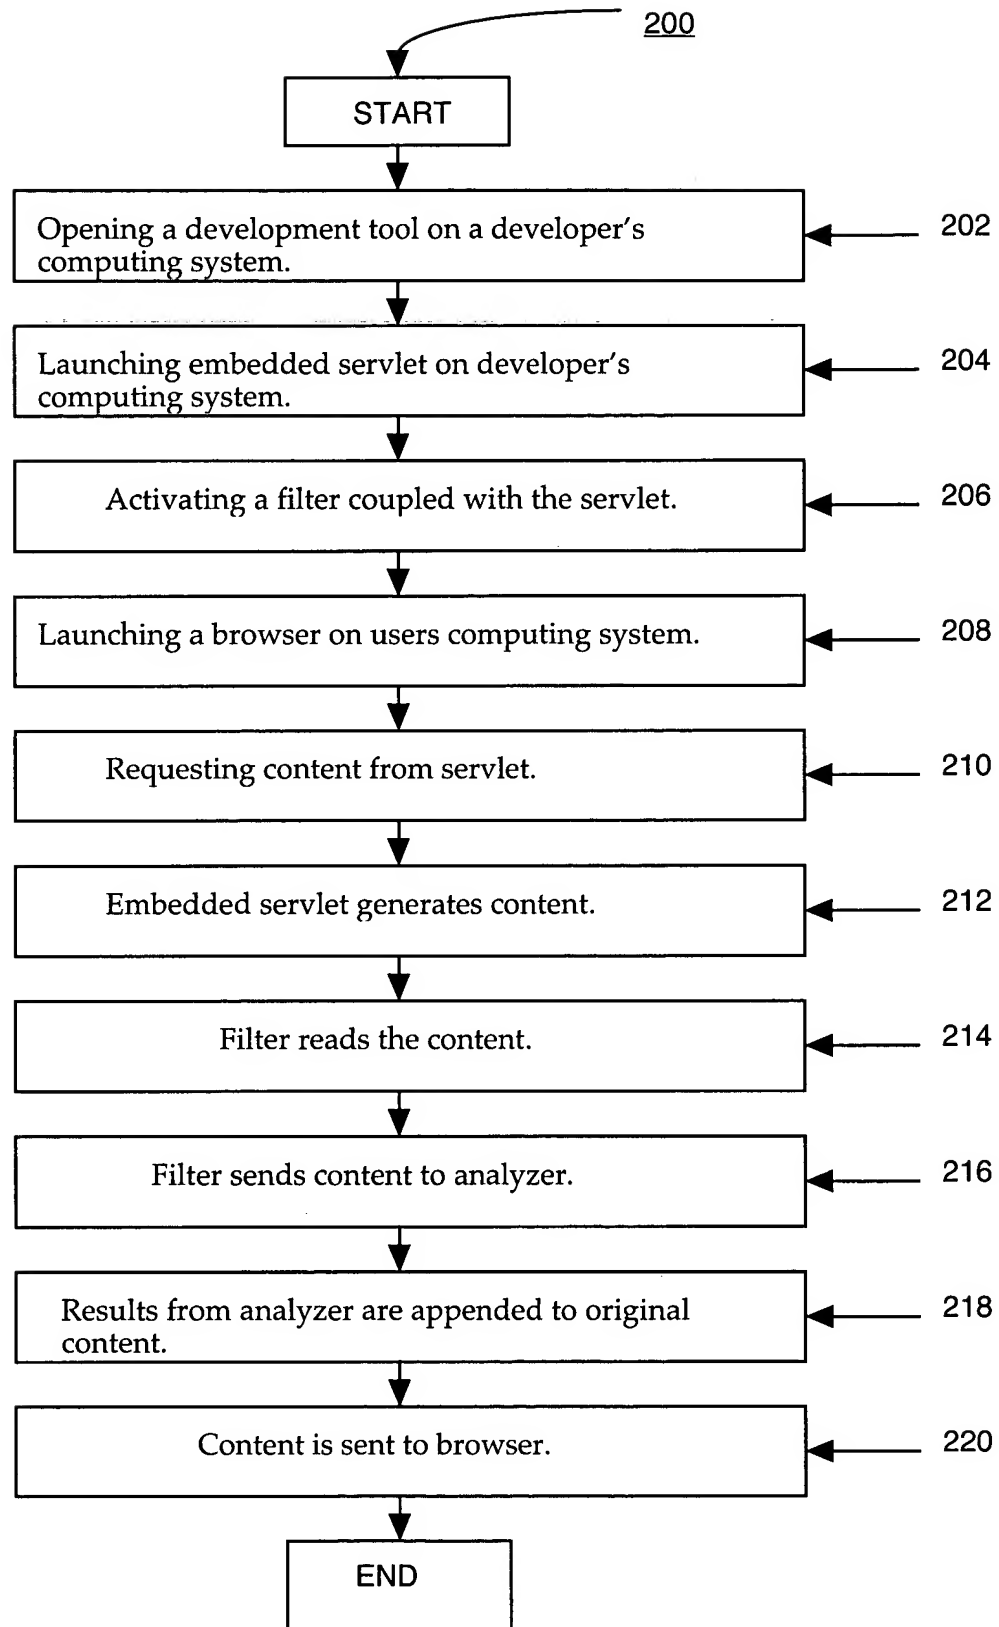 200
START
Opening a development tool on a developer's
computing system.
202
Launching embedded servlet on developer's
computing system.
204
Activating a filter coupled with the servlet.
206
Launching a browser on users computing system.
208
Requesting content from servlet.
210
Embedded servlet generates content.
212
Filter reads the content.
214
Filter sends content to analyzer.
216
Results from analyzer are appended to original
content.
218
Content is sent to browser.
220
END